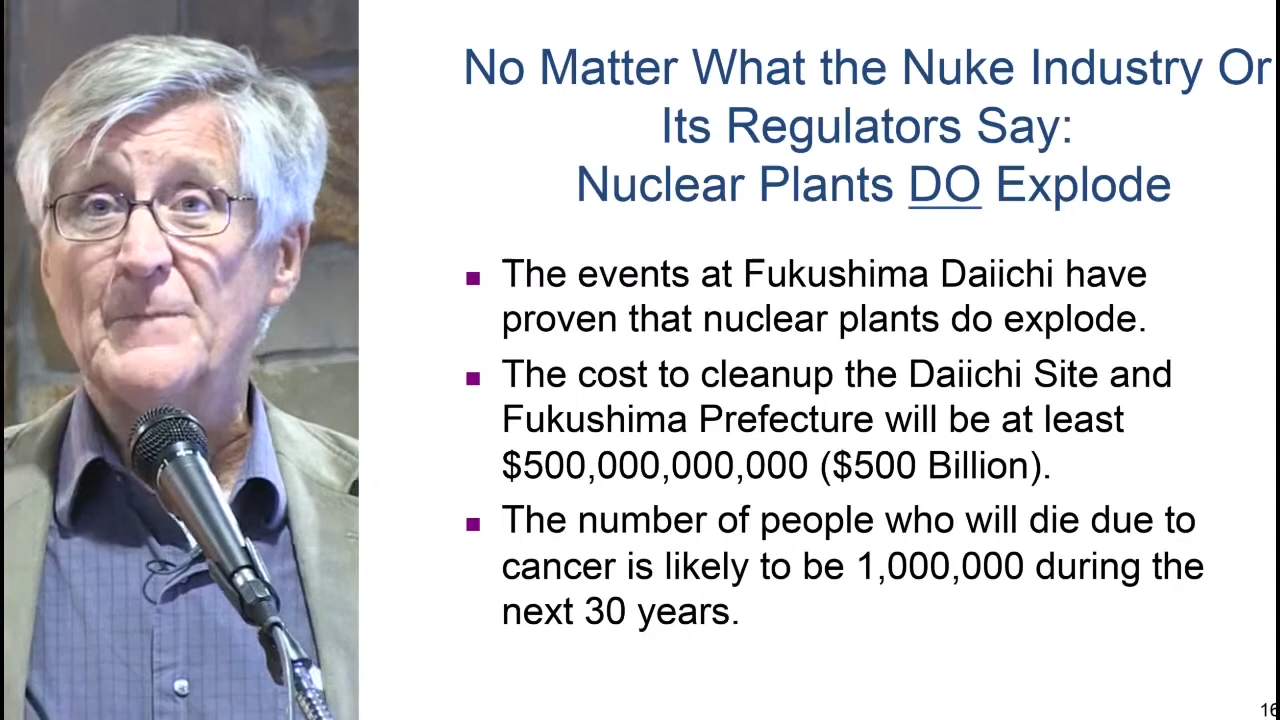 No Matter What the Nuke Industry Or
Its Regulators Say:
Nuclear Plants DO Explode
The events at Fukushima Daiichi have
proven that nuclear plants do explode.
The cost to cleanup the Daiichi Site and
Fukushima Prefecture will be at least
$500,000,000,000 ($500 Billion).
The number of people who will die due to
cancer is likely to be 1,000,000 during the
next 30 years.
16